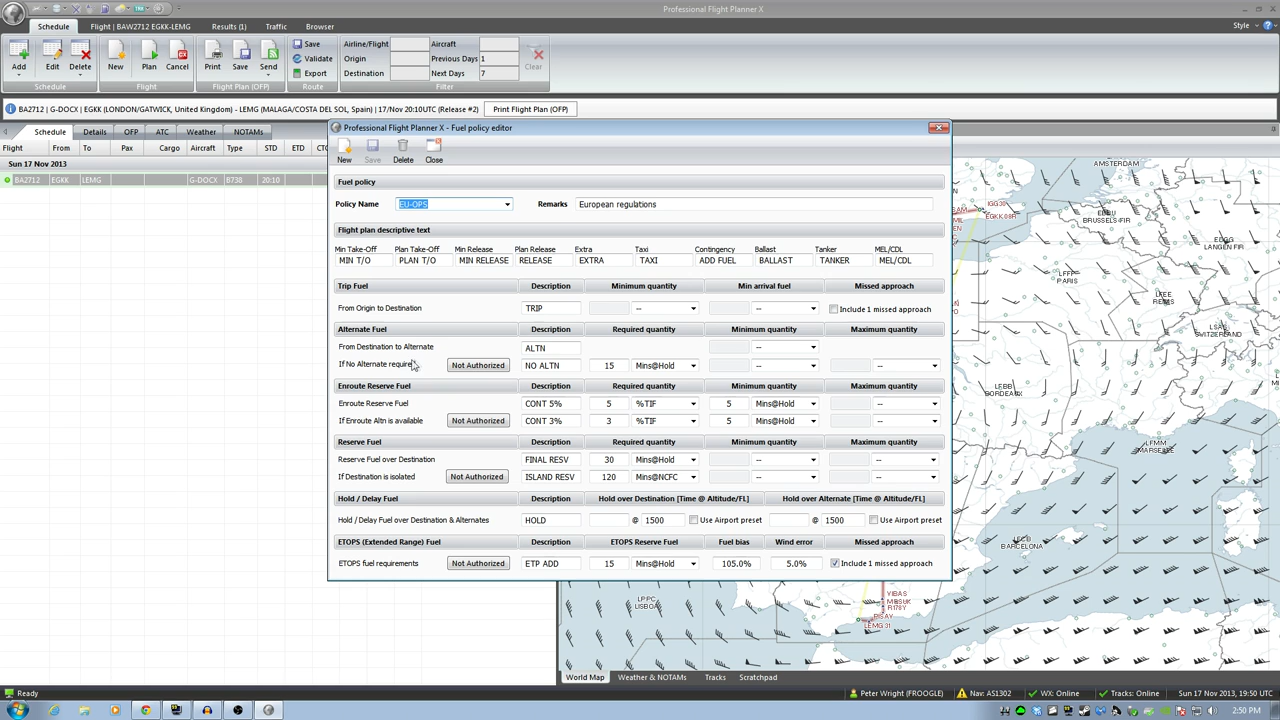 Professional Flight Planner X
Schedule Flight | BAW2712 EGKK-LEMG Results (1) Traffic Browser Style
Add Edit Delete New Plan Cancel Print Save Send Save Validate Export Airline/Flight Origin Destination Aircraft Previous Days 1 Next Days 7 Clear
Schedule Flight Flight Plan (OFP) Route Filter
BA2712 | G-DOCX | EGKK (LONDON/GATWICK, United Kingdom) - LEMG (MALAGA/COSTA DEL SOL, Spain) | 17/Nov 20:10UTC (Release #2) Print Flight Plan (OFP)
Schedule Details OFP ATC Weather NOTAMs
Flight From To Pax Cargo Aircraft Type STD ETD
Sun 17 Nov 2013
BA2712 EGKK LEMG G-DOCX B738 20:10
Professional Flight Planner X - Fuel policy editor
New Save Delete Close
Fuel policy
Policy Name EU-OPS Remarks European regulations
Flight plan descriptive text
Min Take-Off Plan Take-Off Min Release Plan Release Extra Taxi Contingency Ballast Tanker MEL/CDL
MIN T/O PLAN T/O MIN RELEASE RELEASE EXTRA TAXI ADD FUEL BALLAST TANKER MEL/CDL
Trip Fuel Description Minimum quantity Min arrival fuel Missed approach
From Origin to Destination TRIP -- -- Include 1 missed approach
Alternate Fuel Description Required quantity Minimum quantity Maximum quantity
From Destination to Alternate ALTN --
If No Alternate required Not Authorized NO ALTN 15 Mins@Hold -- --
Enroute Reserve Fuel Description Required quantity Minimum quantity Maximum quantity
Enroute Reserve Fuel CONT 5% 5 %TIF 5 Mins@Hold --
If Enroute Altn is available Not Authorized CONT 3% 3 %TIF 5 Mins@Hold --
Reserve Fuel Description Required quantity Minimum quantity Maximum quantity
Reserve Fuel over Destination FINAL RESV 30 Mins@Hold -- --
If Destination is isolated Not Authorized ISLAND RESV 120 Mins@NCFC -- --
Hold / Delay Fuel Description Hold over Destination [Time @ Altitude/FL] Hold over Alternate [Time @ Altitude/FL]
Hold / Delay Fuel over Destination & Alternates HOLD @ 1500 Use Airport preset @ 1500 Use Airport preset
ETOPS (Extended Range) Fuel Description ETOPS Reserve Fuel Fuel bias Wind error Missed approach
ETOPS fuel requirements Not Authorized ETP ADD 15 Mins@Hold 105.0% 5.0% Include 1 missed approach
AMSTERDAM
EBBU
BRUSSELS/FIR
EDGG
LANGEN FIR
LFFF
PARIS
LFEE
REIMS
LSAS
SWITZERLAND
LFBB
BORDEAUX
LFMM
MARSEILLE
LECB
BARCELONA
LPPC
LISBOA
LEMG 31
World Map Weather & NOTAMs Tracks Scratchpad
Ready Peter Wright (FROOGLE) Nav: AS1302 WX: Online Tracks: Online Sun 17 Nov 2013, 19:50 UTC
2:50 PM